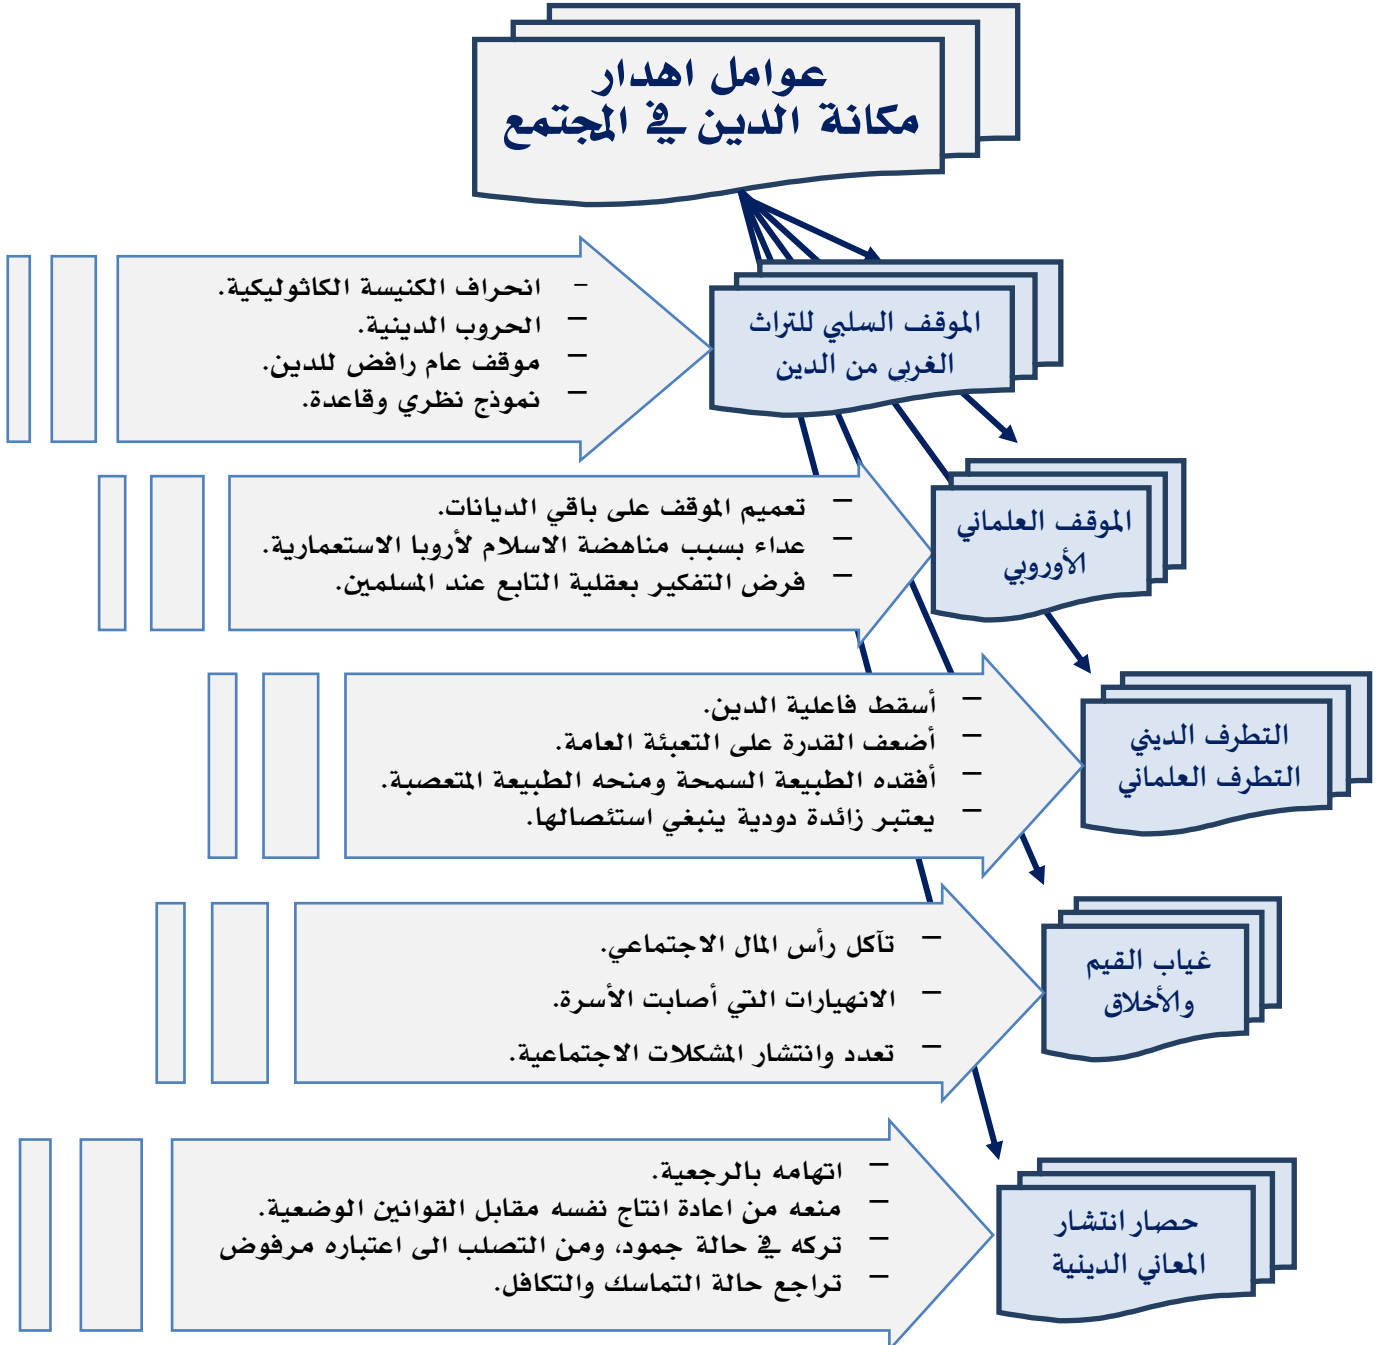 عوامل اهدار
مكانة الدين في المجتمع
الموقف السلبي للتراث
الغربي من الدين
– انحراف الكنيسة الكاثوليكية.
– الحروب الدينية.
– موقف عام رافض للدين.
– نموذج نظري وقاعدة.
الموقف العلماني
الأوروبي
– تعميم الموقف على باقي الديانات.
– عداء بسبب مناهضة الاسلام لأروبا الاستعمارية.
– فرض التفكير بعقلية التابع عند المسلمين.
التطرف الديني
التطرف العلماني
– أسقط فاعلية الدين.
– أضعف القدرة على التعبئة العامة.
– أفقده الطبيعة السمحة ومنحه الطبيعة المتعصبة.
– يعتبر زائدة دودية ينبغي استئصالها.
غياب القيم
والأخلاق
– تآكل رأس المال الاجتماعي.
– الانهيارات التي أصابت الأسرة.
– تعدد وانتشار المشكلات الاجتماعية.
حصار انتشار
المعاني الدينية
– اتهامه بالرجعية.
– منعه من اعادة انتاج نفسه مقابل القوانين الوضعية.
– تركه في حالة جمود، ومن التصلب الى اعتباره مرفوض
– تراجع حالة التماسك والتكافل.